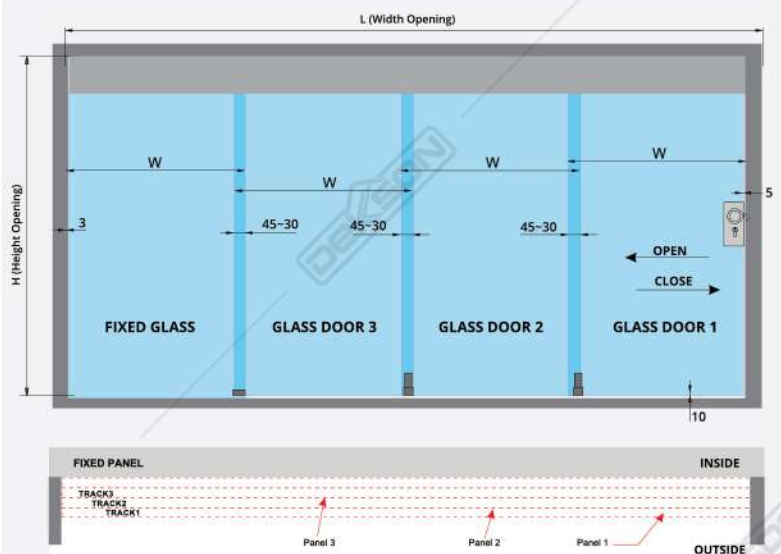 L (Width Opening)
H (Height Opening)
W
W
W
W
5
3
45~30
45~30
45~30
OPEN
CLOSE
FIXED GLASS
GLASS DOOR 3
GLASS DOOR 2
GLASS DOOR 1
10
DEKSON
FIXED PANEL
INSIDE
TRACK3
TRACK2
TRACK1
Panel 3
Panel 2
Panel 1
OUTSIDE